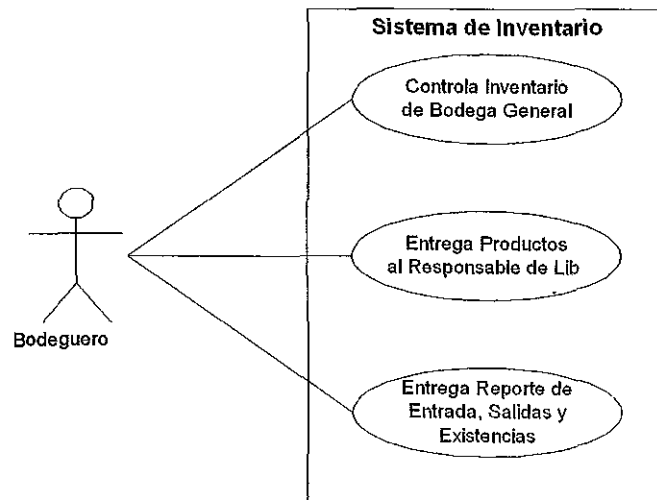 Sistema de Inventario
Controla Inventario
de Bodega General
Entrega Productos
al Responsable de Lib
Bodeguero
Entrega Reporte de
Entrada, Salidas y
Existencias